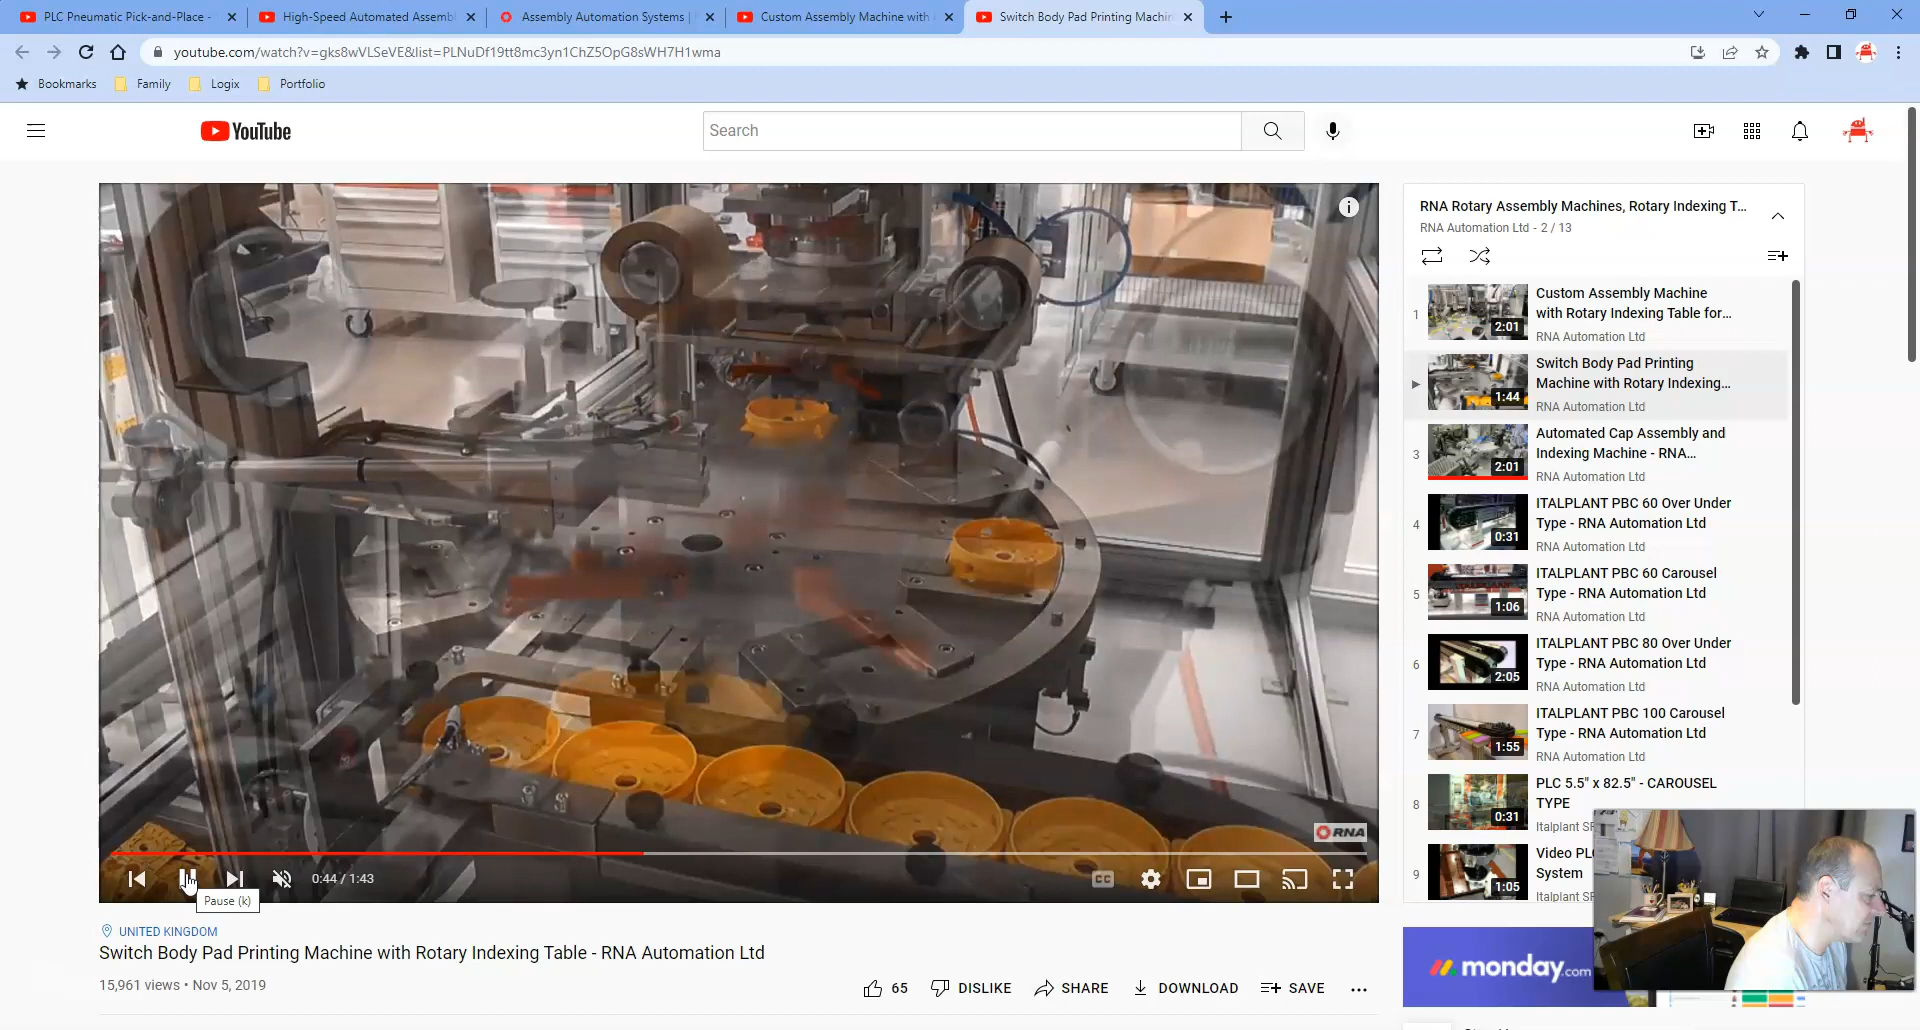 PLC Pneumatic Pick-and-Place -
High-Speed Automated Assembl
Assembly Automation Systems |
Custom Assembly Machine with
Switch Body Pad Printing Machin
youtube.com/watch?v=gks8wVLSeVE&list=PLNuDf19tt8mc3yn1ChZ5OpG8sWH7H1wma
Bookmarks
Family
Logix
Portfolio
YouTube
Search
RNA
0:44 / 1:43
CC
Pause (k)
UNITED KINGDOM
Switch Body Pad Printing Machine with Rotary Indexing Table - RNA Automation Ltd
15,961 views • Nov 5, 2019
65
DISLIKE
SHARE
DOWNLOAD
SAVE
RNA Rotary Assembly Machines, Rotary Indexing T...
RNA Automation Ltd - 2 / 13
1
2:01
Custom Assembly Machine
with Rotary Indexing Table for...
RNA Automation Ltd
1:44
Switch Body Pad Printing
Machine with Rotary Indexing...
RNA Automation Ltd
3
2:01
Automated Cap Assembly and
Indexing Machine - RNA...
RNA Automation Ltd
4
0:31
ITALPLANT PBC 60 Over Under
Type - RNA Automation Ltd
RNA Automation Ltd
5
1:06
ITALPLANT PBC 60 Carousel
Type - RNA Automation Ltd
RNA Automation Ltd
6
2:05
ITALPLANT PBC 80 Over Under
Type - RNA Automation Ltd
RNA Automation Ltd
7
1:55
ITALPLANT PBC 100 Carousel
Type - RNA Automation Ltd
RNA Automation Ltd
8
0:31
PLC 5.5" x 82.5" - CAROUSEL
TYPE
Italplant SF
9
1:05
Video PL
System
Italplant SF
monday.com